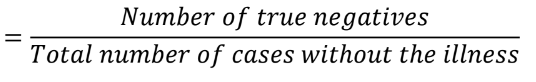 = Number of true negatives
Total number of cases without the illness